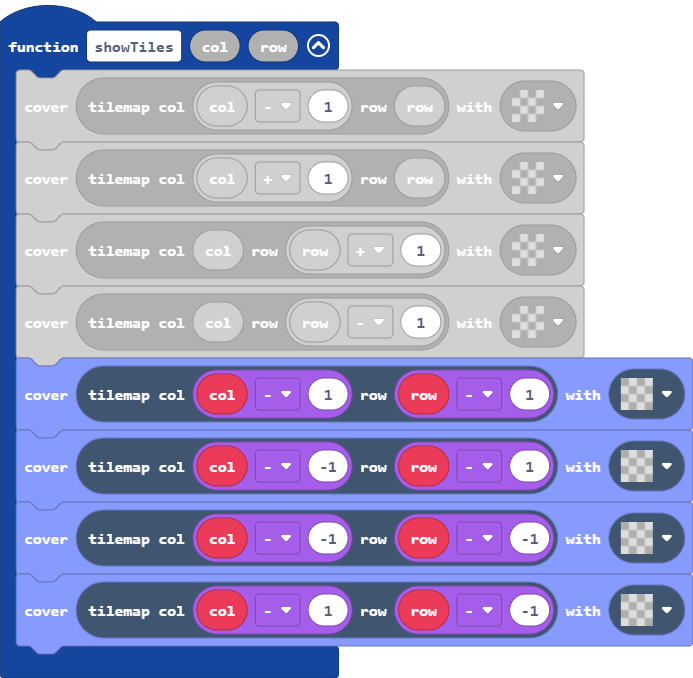 function showTiles col row
cover tilemap col col - 1 row row with
cover tilemap col col + 1 row row with
cover tilemap col col row row + 1 with
cover tilemap col col row row - 1 with
cover tilemap col col - 1 row row - 1 with
cover tilemap col col - -1 row row - 1 with
cover tilemap col col - -1 row row - -1 with
cover tilemap col col - 1 row row - -1 with